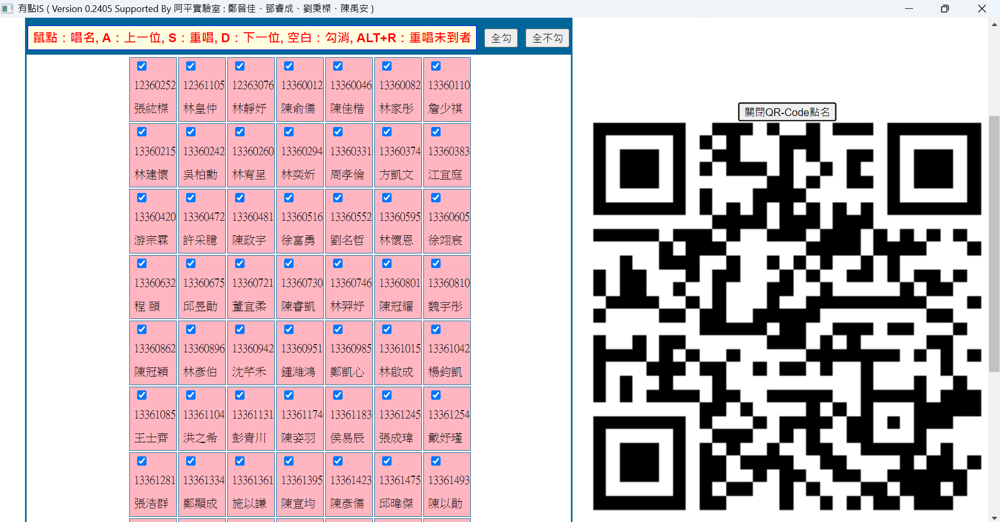 有點IS ( Version 0.2405 Supported By 阿平實驗室 : 鄭晉佳、鄧睿成、劉秉榤、陳禹安 )
鼠點：唱名, A：上一位, S：重唱, D：下一位, 空白：勾消, ALT+R：重唱未到者 全勾 全不勾
關閉QR-Code點名
12360252 12361105 12363076 13360012 13360046 13360082 13360110
張紘榤 林皇仲 林靜妤 陳俞儒 陳佳楷 林家彤 詹少祺
13360215 13360242 13360260 13360294 13360331 13360374 13360383
林建懷 吳柏勳 林宥呈 林奕妡 周孝倫 方凱文 江宜庭
13360420 13360472 13360481 13360516 13360552 13360595 13360605
游宗霖 許采臆 陳政宇 徐富勇 劉名哲 林懷恩 徐翊宸
13360632 13360675 13360721 13360730 13360746 13360801 13360810
程 頤 邱昱勛 董宜柔 陳睿凱 林羿妤 陳冠耀 魏宇彤
13360862 13360896 13360942 13360951 13360985 13361015 13361042
陳冠穎 林彥伯 沈芊禾 鍾濰鴻 鄭凱心 林啟成 楊鈞凱
13361085 13361104 13361131 13361174 13361183 13361245 13361254
王士齊 洪之希 彭青川 陳姿羽 侯易辰 張成瑋 戴妤瑾
13361281 13361334 13361361 13361395 13361423 13361475 13361493
張浩群 鄭顯成 施以謙 陳宣均 陳彥儒 邱暐傑 陳以勛